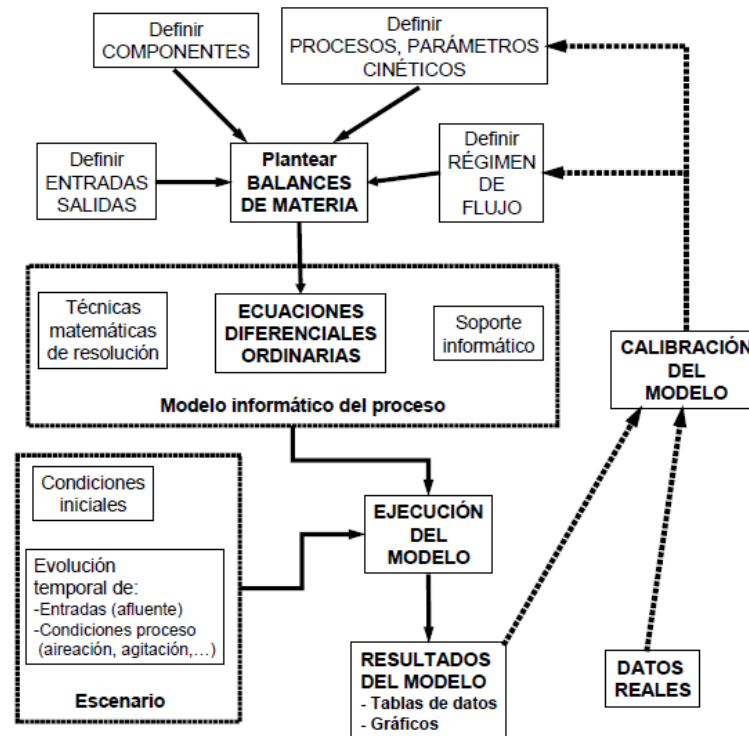 Definir
COMPONENTES
Definir
PROCESOS, PARÁMETROS
CINÉTICOS
Definir
ENTRADAS
SALIDAS
Plantear
BALANCES
DE MATERIA
Definir
RÉGIMEN
DE
FLUJO
Técnicas
matemáticas
de resolución
ECUACIONES
DIFERENCIALES
ORDINARIAS
Soporte
informático
Modelo informático del proceso
CALIBRACIÓN
DEL
MODELO
Condiciones
iniciales
Evolución
temporal de:
-Entradas (afluente)
-Condiciones proceso
(aireación, agitación,...)
Escenario
EJECUCIÓN
DEL
MODELO
RESULTADOS
DEL MODELO
- Tablas de datos
- Gráficos
DATOS
REALES